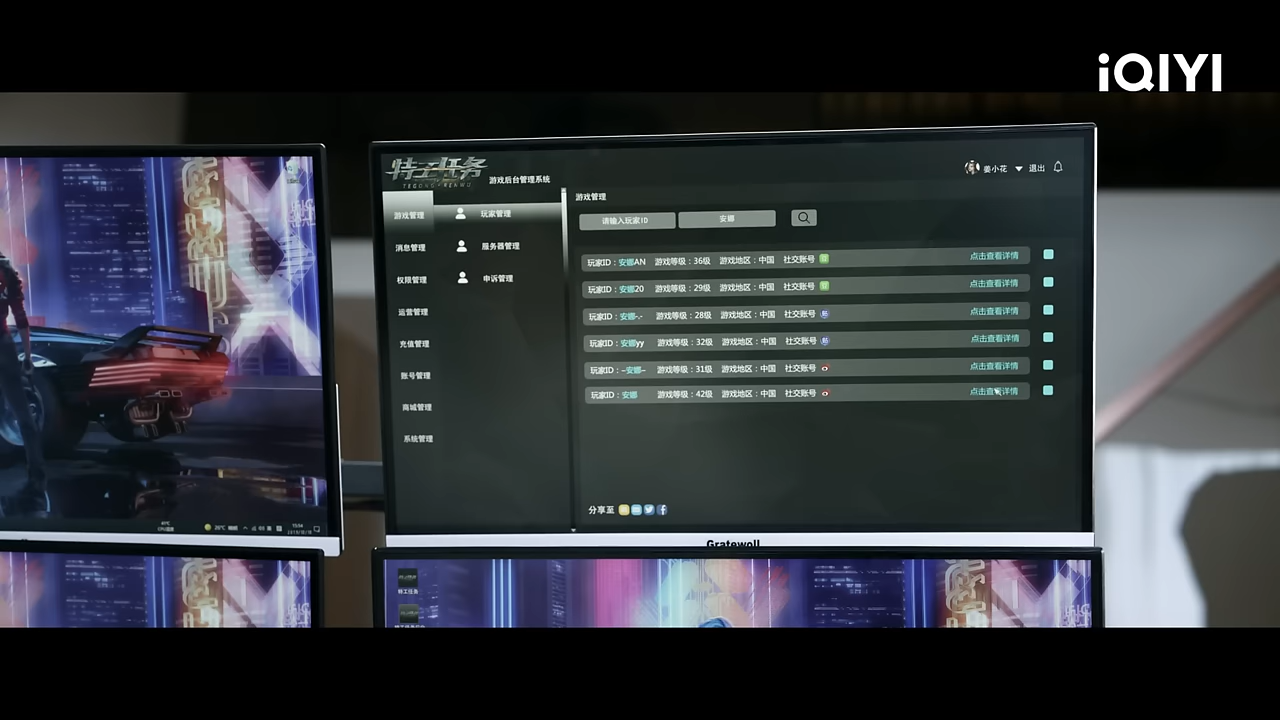 iQIYI
特工任务
TEGONG·RENWU
游戏后台管理系统
姜小花 退出
游戏管理
消息管理
权限管理
运营管理
充值管理
账号管理
商城管理
系统管理
玩家管理
服务器管理
申诉管理
游戏管理
请输入玩家ID 安娜
玩家ID：安娜AN 游戏等级：36级 游戏地区：中国 社交账号 点击查看详情
玩家ID：安娜20 游戏等级：29级 游戏地区：中国 社交账号 点击查看详情
玩家ID：安娜-.- 游戏等级：28级 游戏地区：中国 社交账号 点击查看详情
玩家ID：安娜yy 游戏等级：32级 游戏地区：中国 社交账号 点击查看详情
玩家ID：~安娜~ 游戏等级：31级 游戏地区：中国 社交账号 点击查看详情
玩家ID：安娜 游戏等级：42级 游戏地区：中国 社交账号 点击查看详情
分享至
Gratewoll
26°C
15:04
特工任务